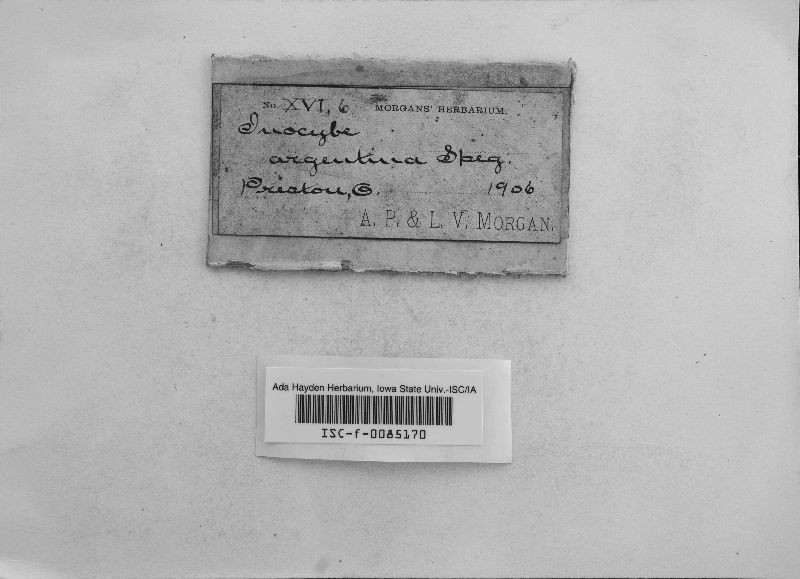 No. XVI, 6 MORGANS' HERBARIUM.
Inocybe
argentina Speg.
Preston, O. 1906
A. P. & L. V. MORGAN.
Ada Hayden Herbarium, Iowa State Univ.-ISC/IA
ISC-f-0085170